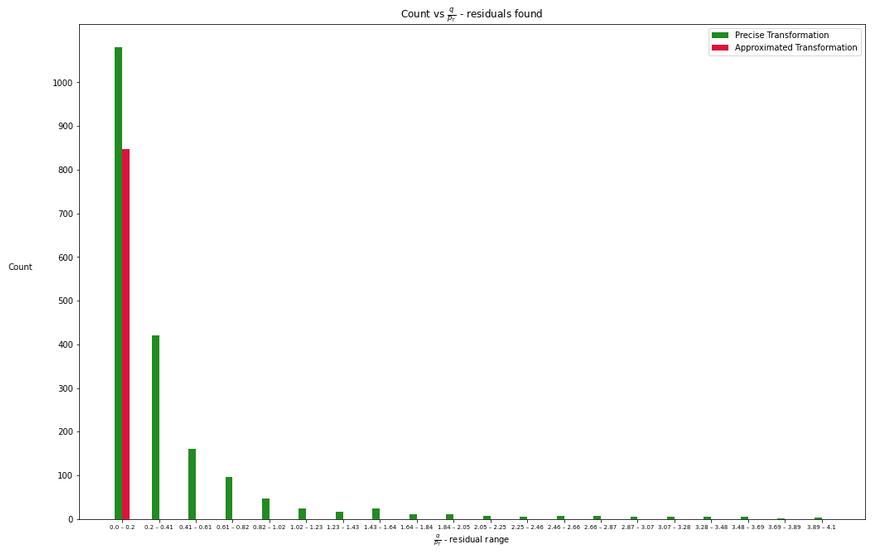 Count vs q/p_T - residuals found
Precise Transformation
Approximated Transformation
1000
900
800
700
600
500
400
300
200
100
0
Count
0.0 – 0.2 0.2 – 0.41 0.41 – 0.61 0.61 – 0.82 0.82 – 1.02 1.02 – 1.23 1.23 – 1.43 1.43 – 1.64 1.64 – 1.84 1.84 – 2.05 2.05 – 2.25 2.25 – 2.46 2.46 – 2.66 2.66 – 2.87 2.87 – 3.07 3.07 – 3.28 3.28 – 3.48 3.48 – 3.69 3.69 – 3.89 3.89 – 4.1
q/p_T - residual range